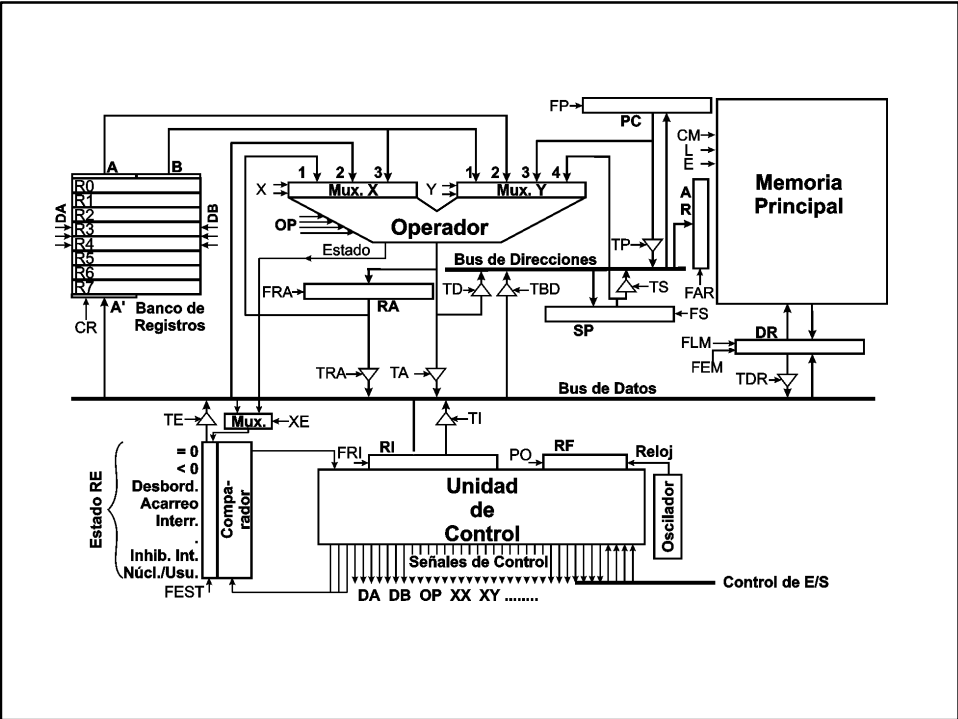 FP
PC
CM
L
E
Memoria
Principal
A
B
1 2 3
1 2 3 4
X
Mux. X
Y
Mux. Y
R0
R1
R2
R3
R4
R5
R6
R7
DA
DB
OP
Operador
A
R
TP
Estado
Bus de Direcciones
FRA
RA
TD
TBD
TS
FAR
SP
FS
A'
Banco de
Registros
CR
FLM
DR
FEM
TDR
TRA
TA
Bus de Datos
TE
Mux.
XE
TI
FRI
RI
PO
RF
Reloj
Estado RE
= 0
< 0
Desbord.
Acarreo
Interr.
.
Inhib. Int.
Núcl./Usu.
Compa-
rador
Unidad
de
Control
Oscilador
Señales de Control
FEST
DA DB OP XX XY ........
Control de E/S